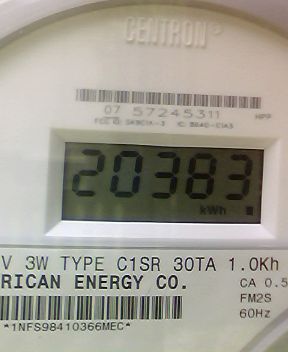 CENTRON®
07 57245311
HPP
20383
kWh
V 3W TYPE C1SR 30TA 1.0Kh
RICAN ENERGY CO.
CA 0.5
FM2S
60Hz
*1NFS98410366MEC*